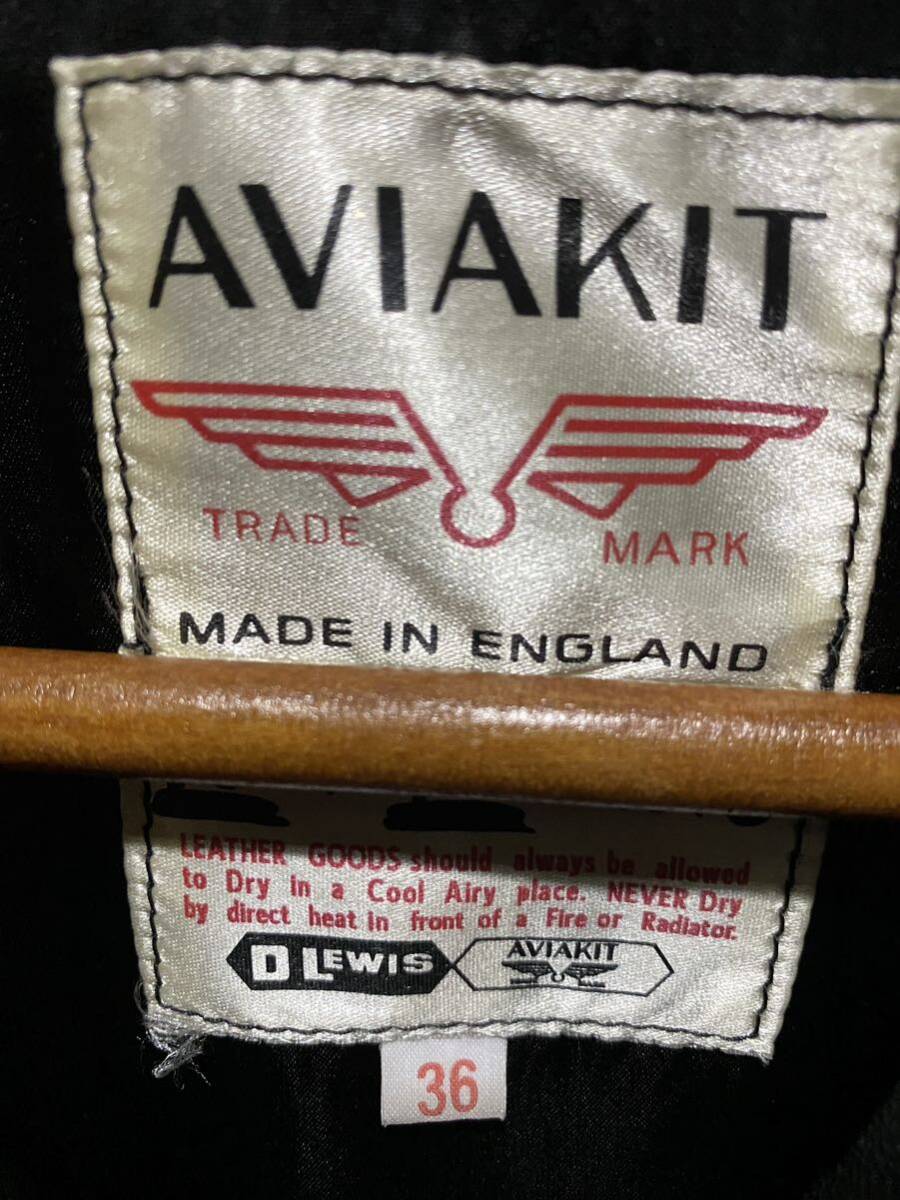 AVIAKIT
TRADE MARK
MADE IN ENGLAND
LEATHER GOODS should always be allowed
to Dry in a Cool Airy place. NEVER Dry
by direct heat in front of a Fire or Radiator.
D.LEWIS AVIAKIT
36